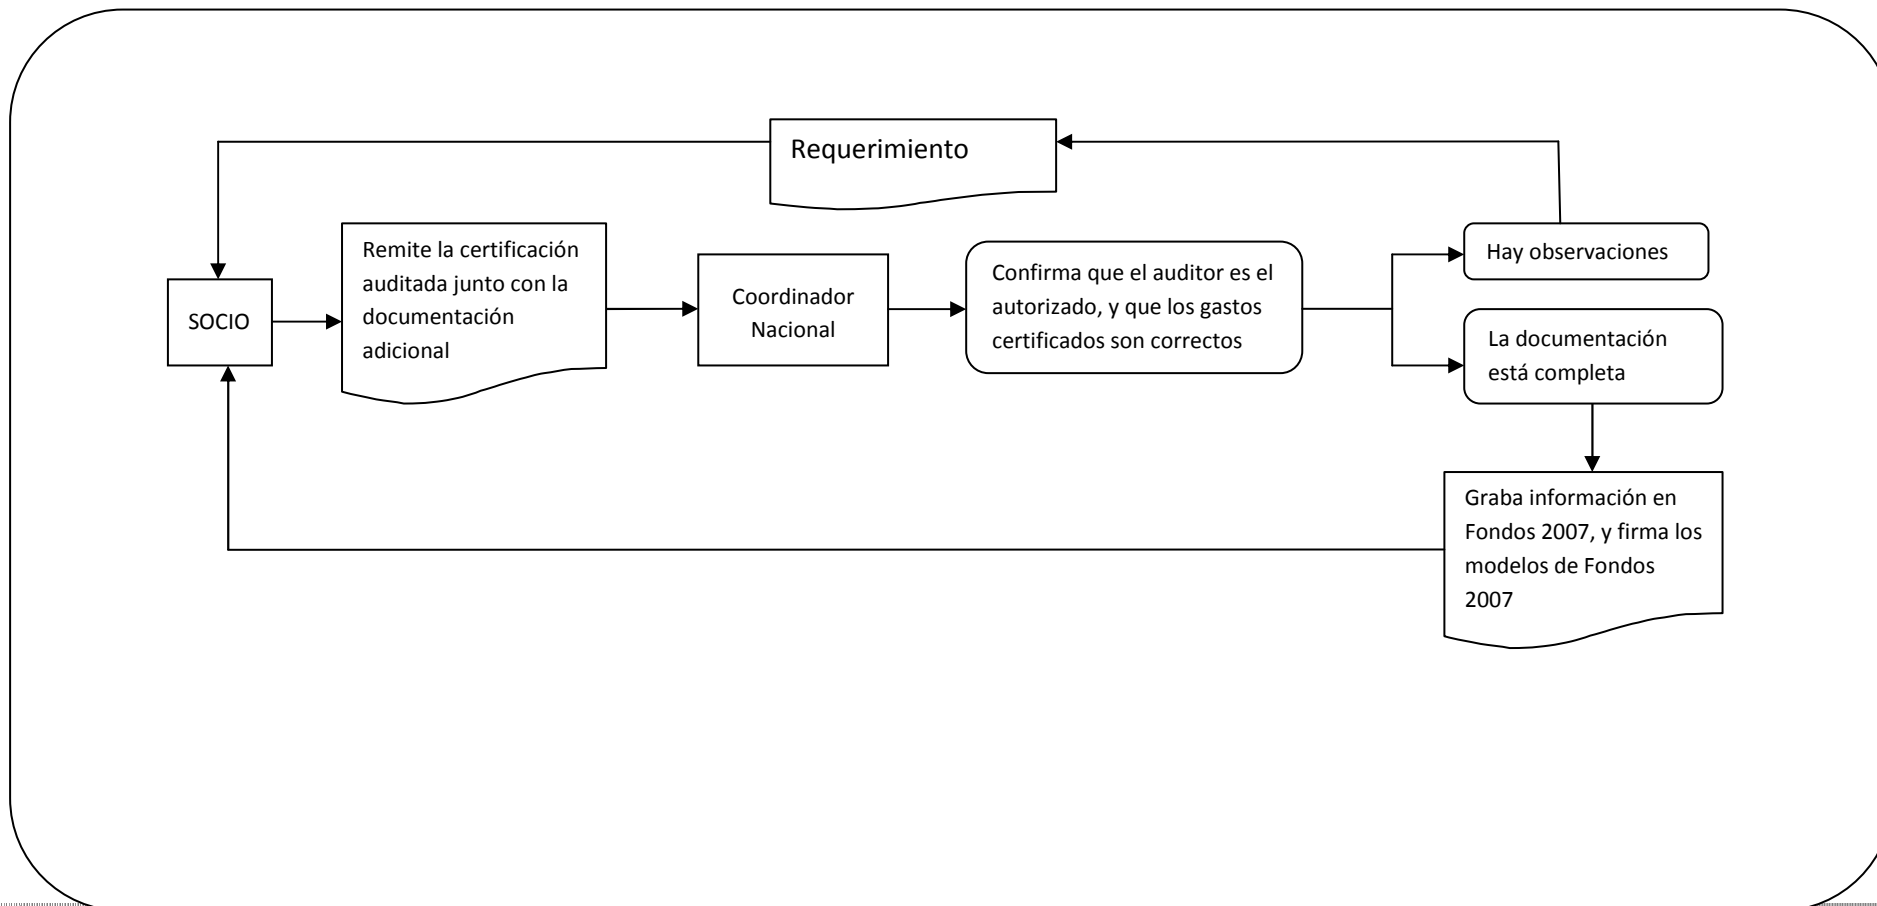 Requerimiento
SOCIO
Remite la certificación
auditada junto con la
documentación
adicional
Coordinador
Nacional
Confirma que el auditor es el
autorizado, y que los gastos
certificados son correctos
Hay observaciones
La documentación
está completa
Graba información en
Fondos 2007, y firma los
modelos de Fondos
2007